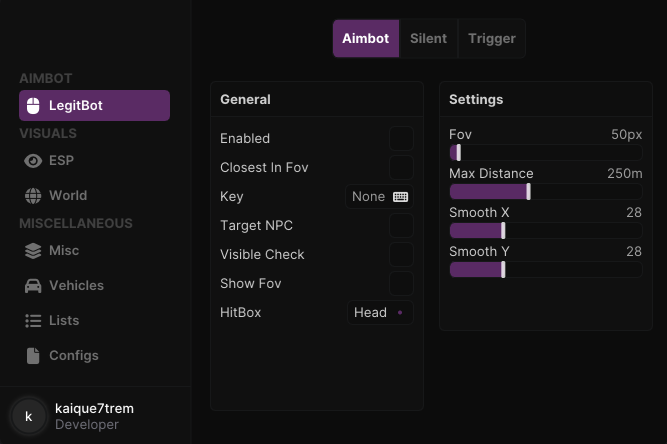 AIMBOT
LegitBot
VISUALS
ESP
World
MISCELLANEOUS
Misc
Vehicles
Lists
Configs
k
kaique7trem
Developer
Aimbot Silent Trigger
General
Enabled
Closest In Fov
Key None
Target NPC
Visible Check
Show Fov
HitBox Head
Settings
Fov 50px
Max Distance 250m
Smooth X 28
Smooth Y 28